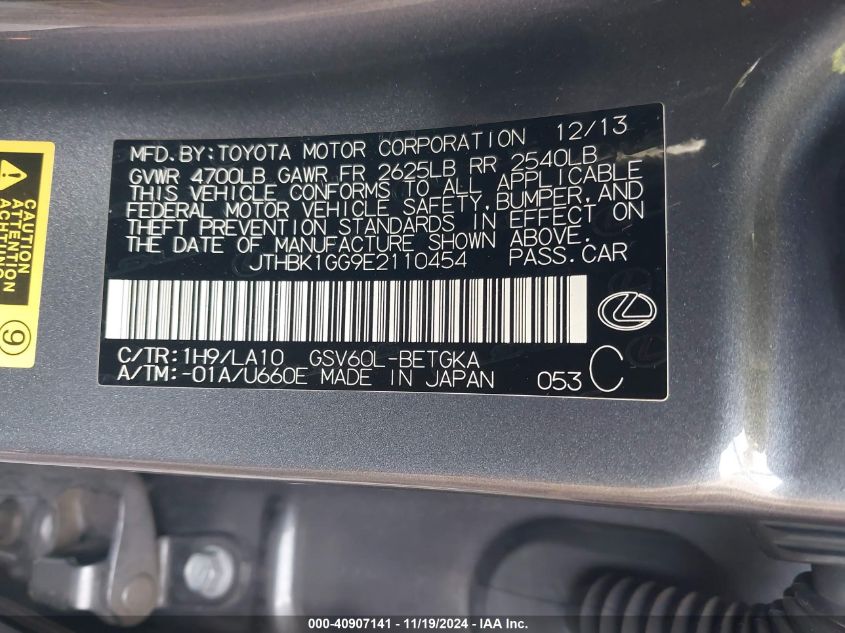 MFD.BY:TOYOTA MOTOR CORPORATION 12/13
GVWR 4700LB GAWR FR 2625LB RR 2540LB
THIS VEHICLE CONFORMS TO ALL APPLICABLE
FEDERAL MOTOR VEHICLE SAFETY,BUMPER,AND
THEFT PREVENTION STANDARDS IN EFFECT ON
THE DATE OF MANUFACTURE SHOWN ABOVE.
JTHBK1GG9E2110454 PASS.CAR
C/TR:1H9/LA10 GSV60L-BETGKA
A/TM:-01A/U660E MADE IN JAPAN 053 C
CAUTION
ATTENTION
ACHTUNG
9
000-40907141 - 11/19/2024 - IAA Inc.